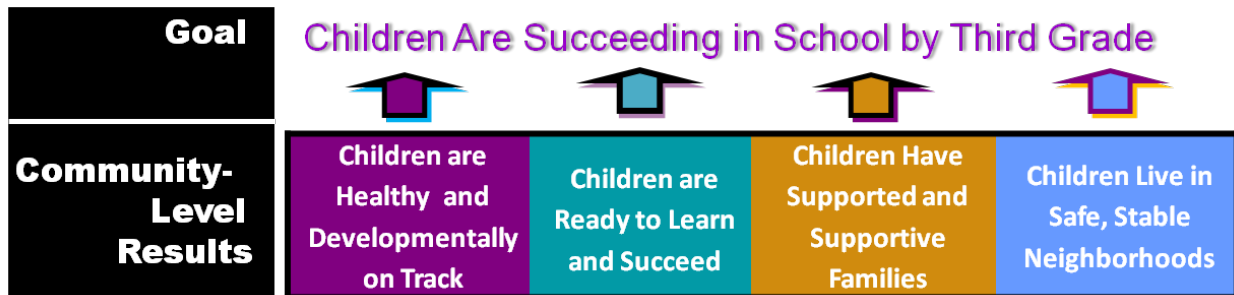 Goal
Children Are Succeeding in School by Third Grade
Community-
Level
Results
Children are
Healthy and
Developmentally
on Track
Children are
Ready to Learn
and Succeed
Children Have
Supported and
Supportive
Families
Children Live in
Safe, Stable
Neighborhoods